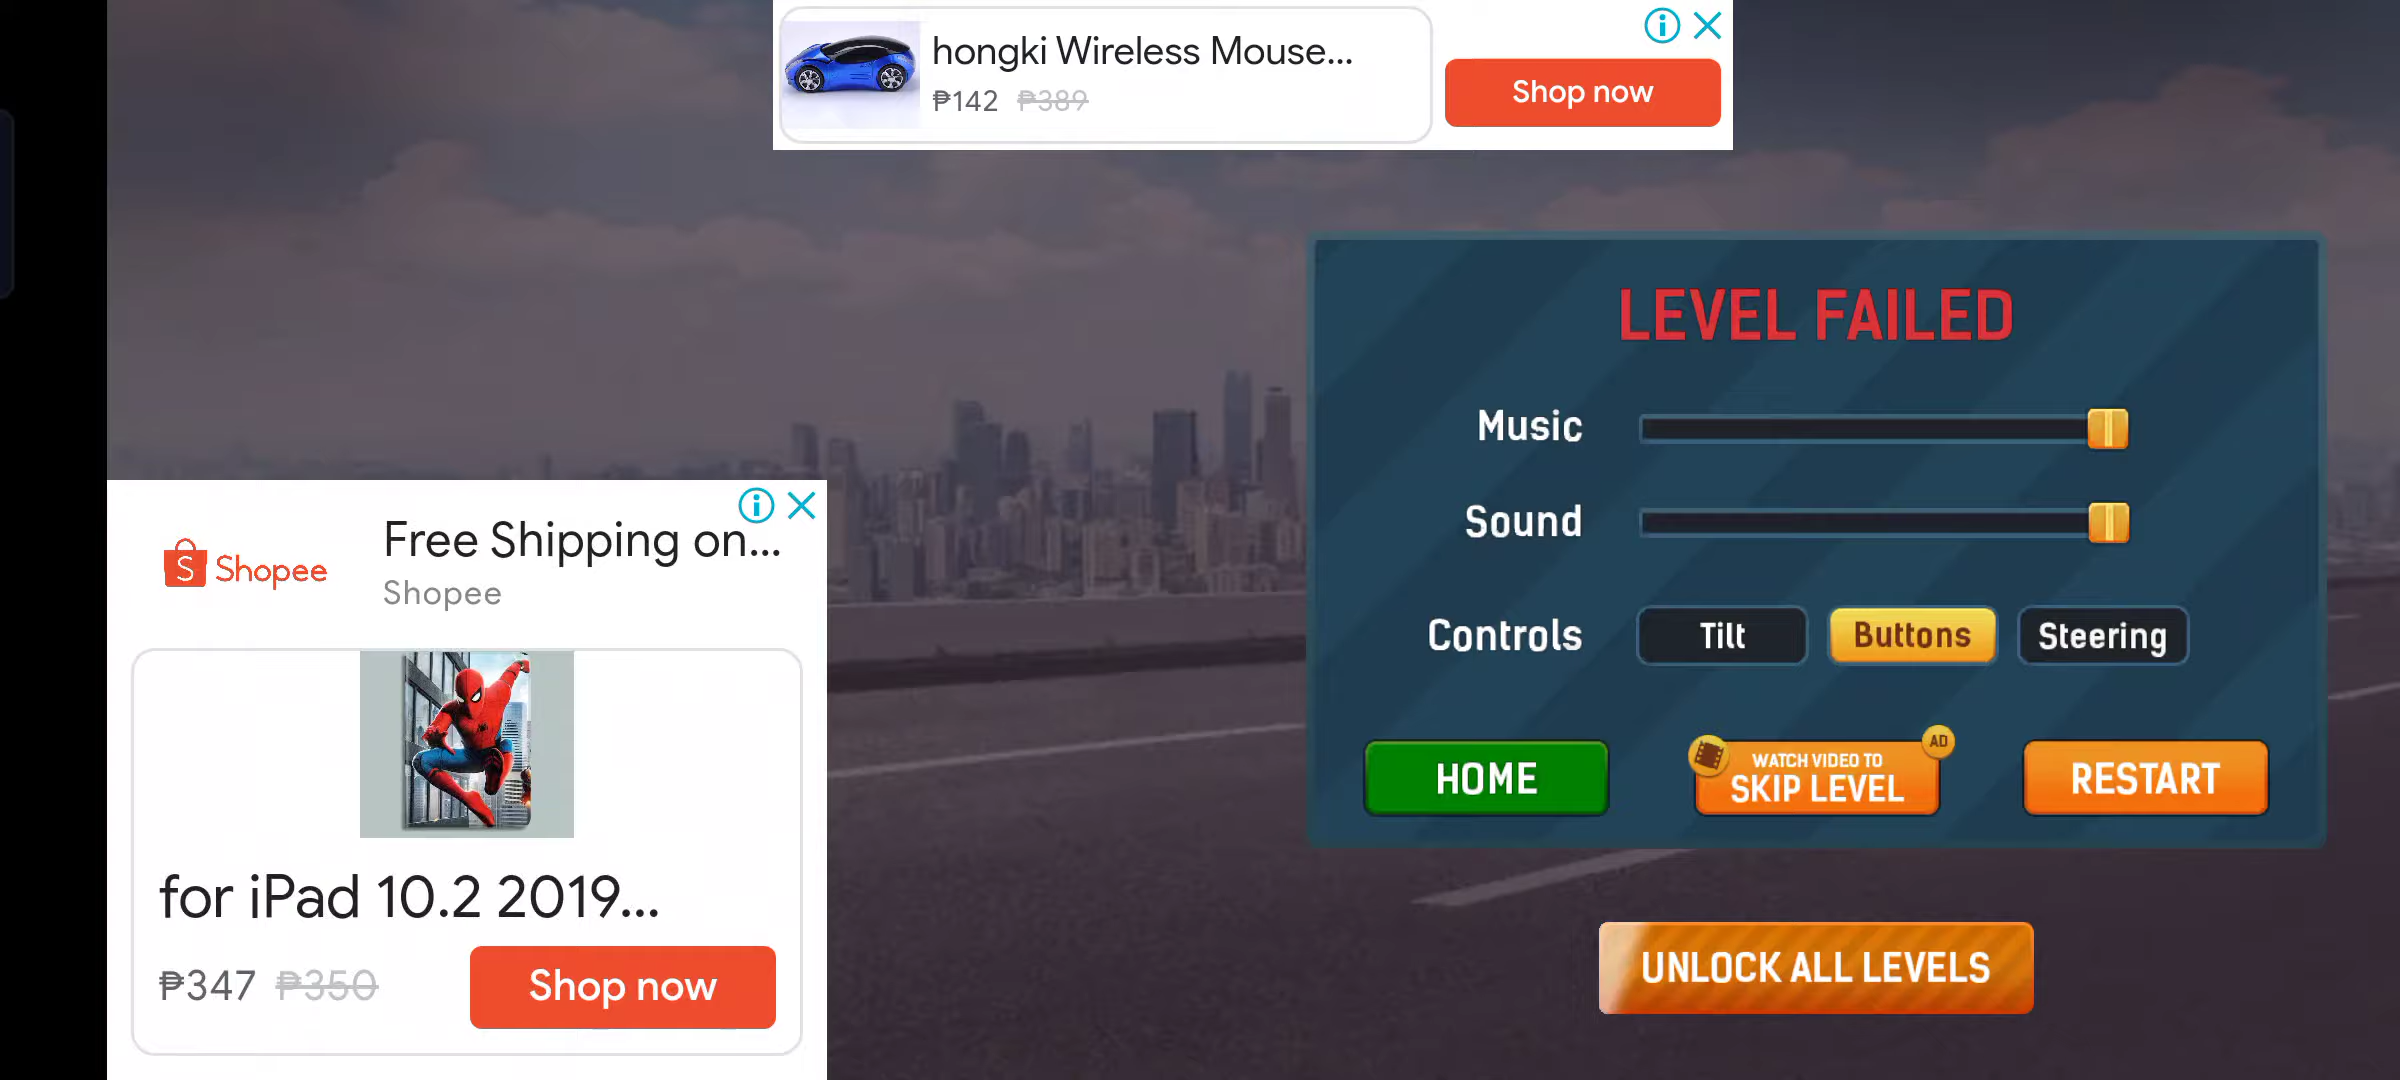 hongki Wireless Mouse...
₱142 ₱389
Shop now
LEVEL FAILED
Music
Sound
Controls Tilt Buttons Steering
HOME
AD
WATCH VIDEO TO
SKIP LEVEL
RESTART
UNLOCK ALL LEVELS
S Shopee
Free Shipping on...
Shopee
for iPad 10.2 2019...
₱347 ₱350
Shop now